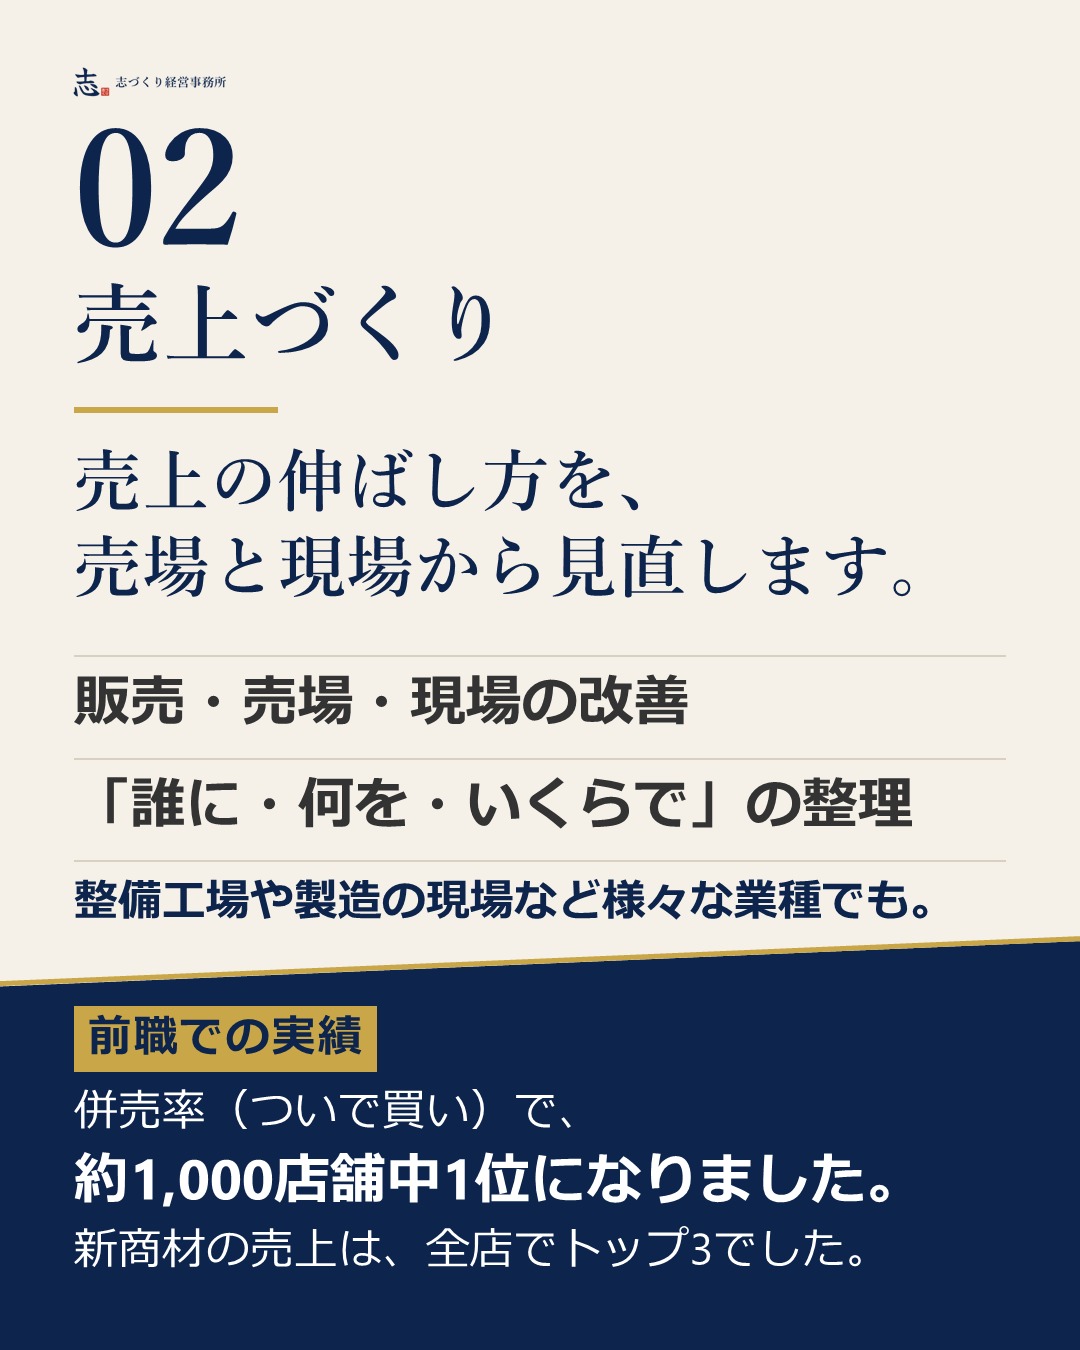 志 志づくり経営事務所
02
売上づくり
売上の伸ばし方を、
売場と現場から見直します。
販売・売場・現場の改善
「誰に・何を・いくらで」の整理
整備工場や製造の現場など様々な業種でも。
前職での実績
併売率（ついで買い）で、
約1,000店舗中1位になりました。
新商材の売上は、全店でトップ3でした。